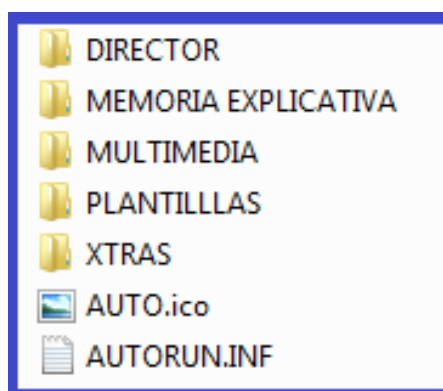 DIRECTOR
MEMORIA EXPLICATIVA
MULTIMEDIA
PLANTILLLAS
XTRAS
AUTO.ico
AUTORUN.INF